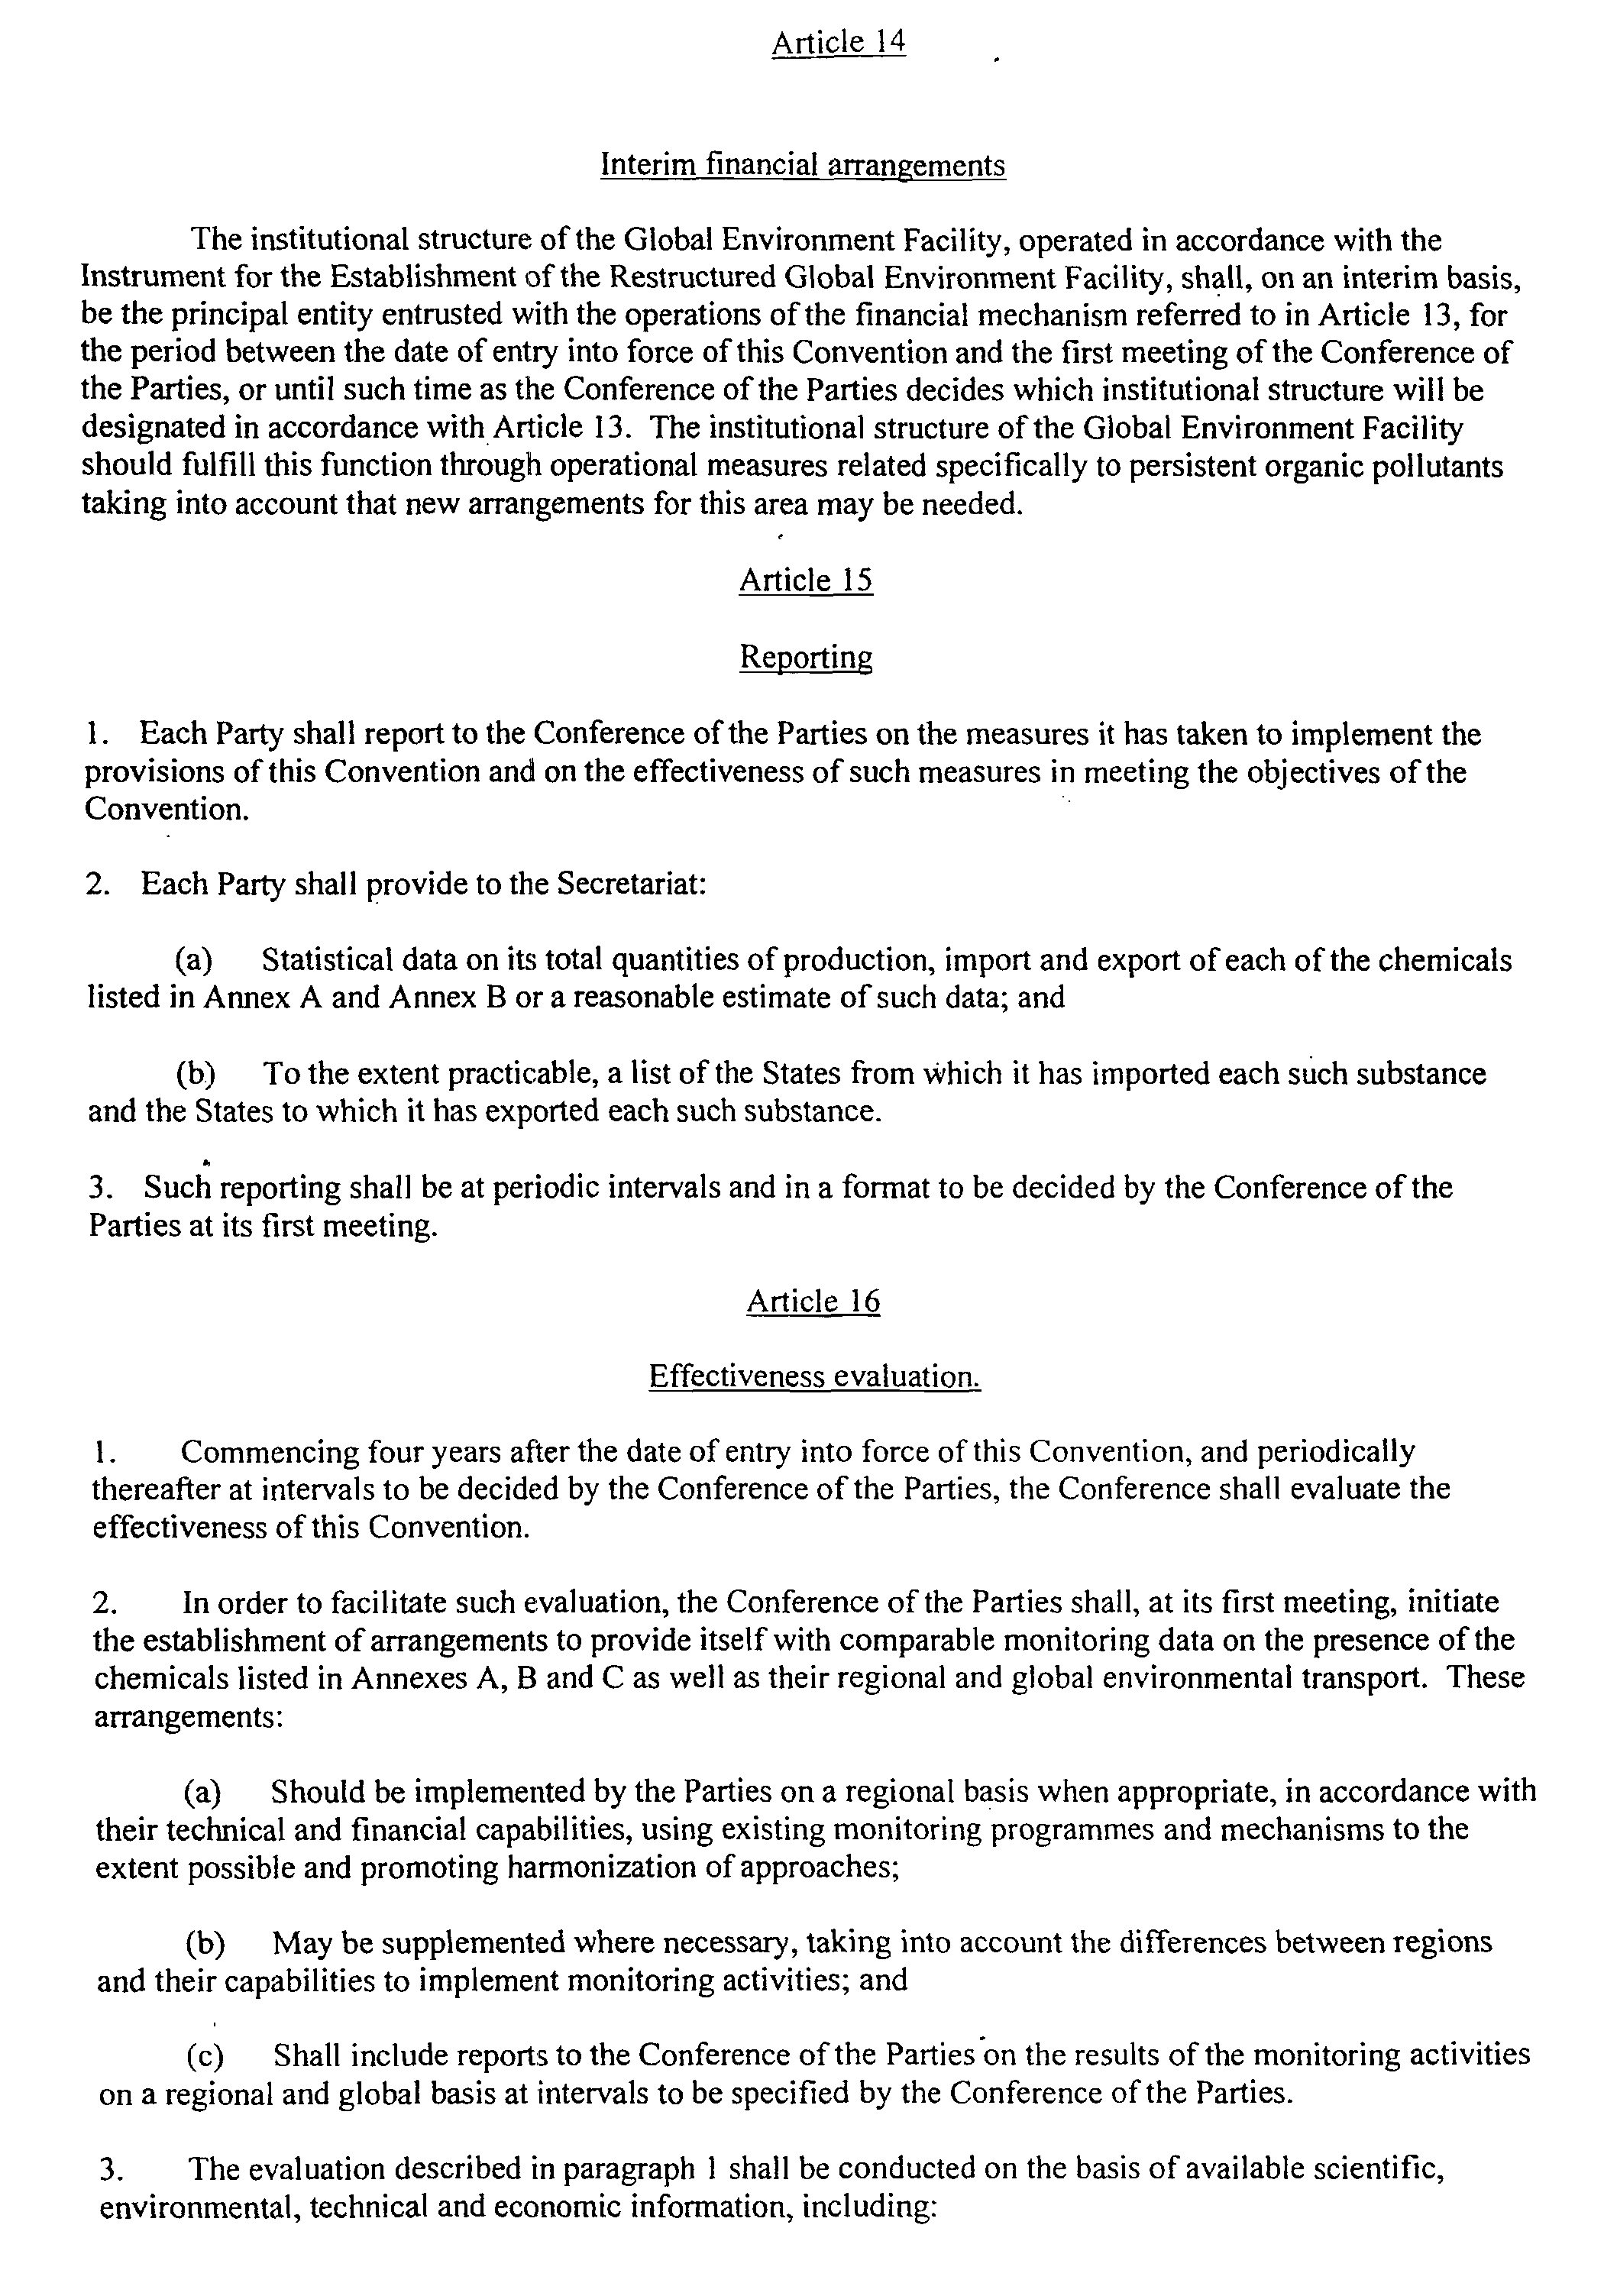 Article 14
Interim financial arrangements
The institutional structure of the Global Environment Facility, operated in accordance with the
Instrument for the Establishment of the Restructured Global Environment Facility, shall, on an interim basis,
be the principal entity entrusted with the operations of the financial mechanism referred to in Article 13, for
the period between the date of entry into force of this Convention and the first meeting of the Conference of
the Parties, or until such time as the Conference of the Parties decides which institutional structure will be
designated in accordance with Article 13. The institutional structure of the Global Environment Facility
should fulfill this function through operational measures related specifically to persistent organic pollutants
taking into account that new arrangements for this area may be needed.
Article 15
Reporting
1. Each Party shall report to the Conference of the Parties on the measures it has taken to implement the
provisions of this Convention and on the effectiveness of such measures in meeting the objectives of the
Convention.
2. Each Party shall provide to the Secretariat:
(a) Statistical data on its total quantities of production, import and export of each of the chemicals
listed in Annex A and Annex B or a reasonable estimate of such data; and
(b) To the extent practicable, a list of the States from which it has imported each such substance
and the States to which it has exported each such substance.
3. Such reporting shall be at periodic intervals and in a format to be decided by the Conference of the
Parties at its first meeting.
Article 16
Effectiveness evaluation.
1. Commencing four years after the date of entry into force of this Convention, and periodically
thereafter at intervals to be decided by the Conference of the Parties, the Conference shall evaluate the
effectiveness of this Convention.
2. In order to facilitate such evaluation, the Conference of the Parties shall, at its first meeting, initiate
the establishment of arrangements to provide itself with comparable monitoring data on the presence of the
chemicals listed in Annexes A, B and C as well as their regional and global environmental transport. These
arrangements:
(a) Should be implemented by the Parties on a regional basis when appropriate, in accordance with
their technical and financial capabilities, using existing monitoring programmes and mechanisms to the
extent possible and promoting harmonization of approaches;
(b) May be supplemented where necessary, taking into account the differences between regions
and their capabilities to implement monitoring activities; and
(c) Shall include reports to the Conference of the Parties on the results of the monitoring activities
on a regional and global basis at intervals to be specified by the Conference of the Parties.
3. The evaluation described in paragraph 1 shall be conducted on the basis of available scientific,
environmental, technical and economic information, including: